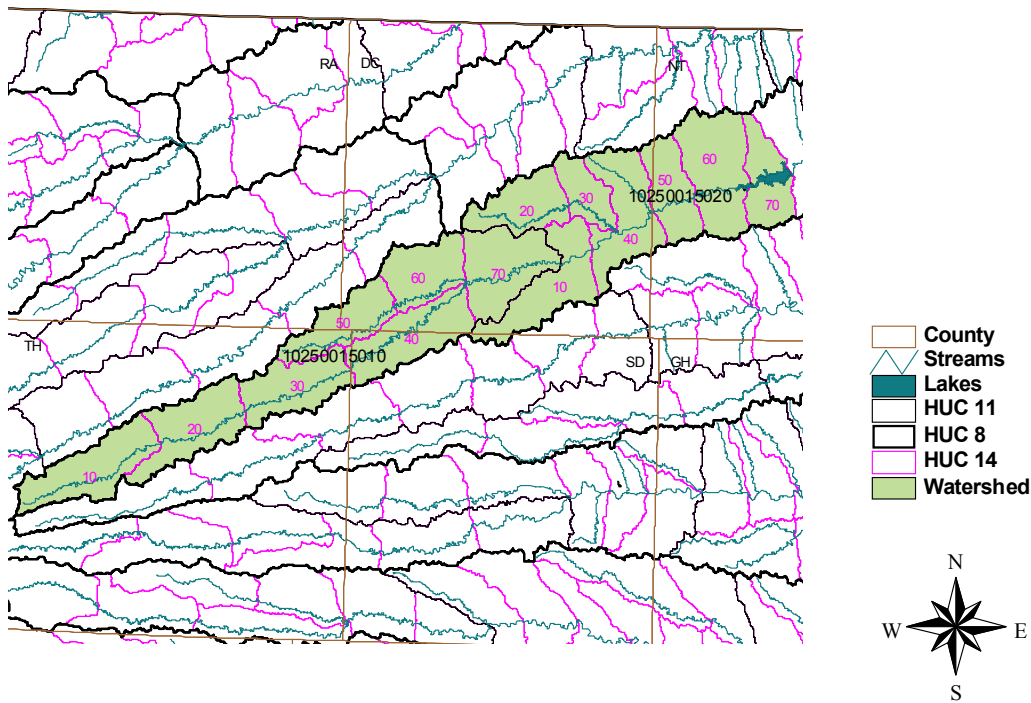 RA DC NT
60
50
10250015020
20 30
70
40
60 70
10
50
40
TH
10250015010
SD GH
30
20
10
County
Streams
Lakes
HUC 11
HUC 8
HUC 14
Watershed
N
W E
S